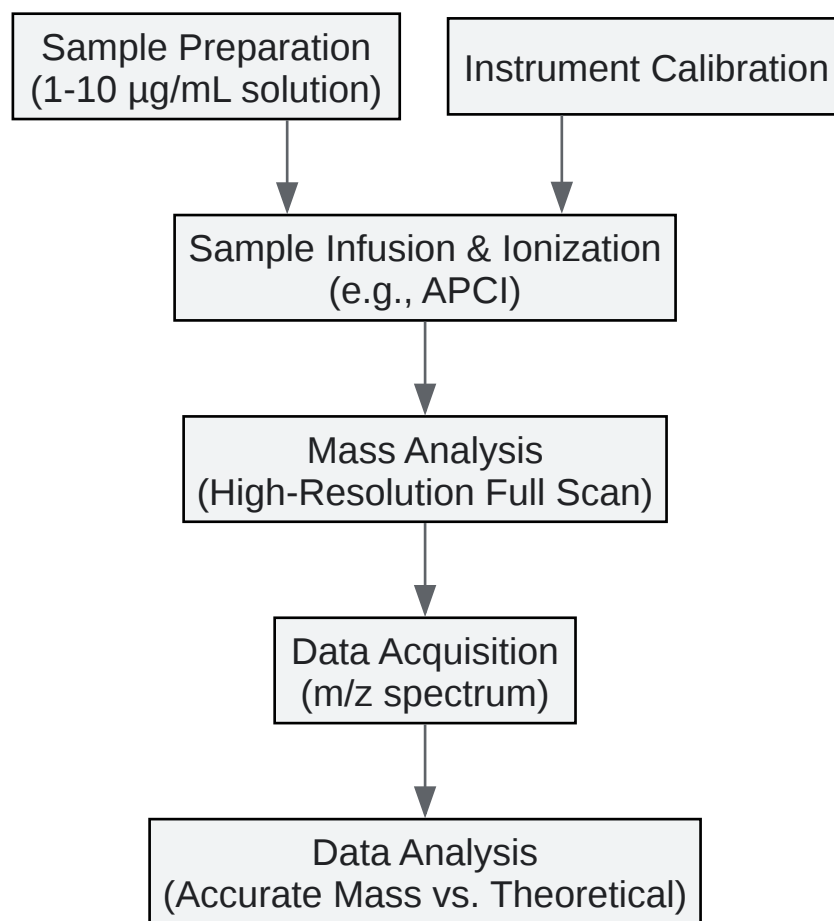 Sample Preparation
(1-10 µg/mL solution)
Instrument Calibration
Sample Infusion & Ionization
(e.g., APCI)
Mass Analysis
(High-Resolution Full Scan)
Data Acquisition
(m/z spectrum)
Data Analysis
(Accurate Mass vs. Theoretical)